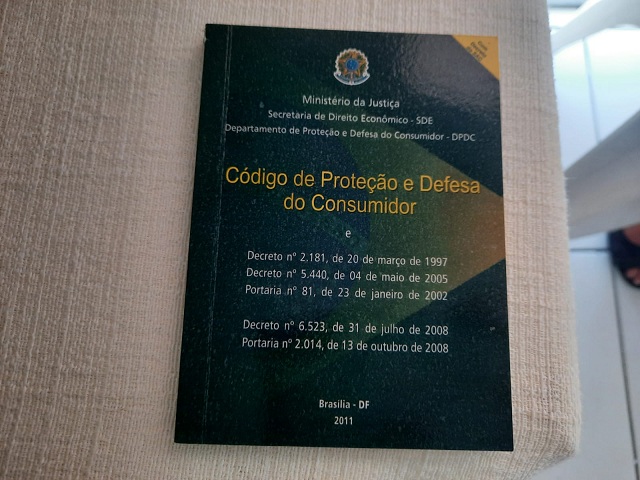 Ministério da Justiça
Secretaria de Direito Econômico - SDE
Departamento de Proteção e Defesa do Consumidor - DPDC
Código de Proteção e Defesa
do Consumidor
e
Decreto nº 2.181, de 20 de março de 1997
Decreto nº 5.440, de 04 de maio de 2005
Portaria nº 81, de 23 de janeiro de 2002
Decreto nº 6.523, de 31 de julho de 2008
Portaria nº 2.014, de 13 de outubro de 2008
Brasília - DF
2011